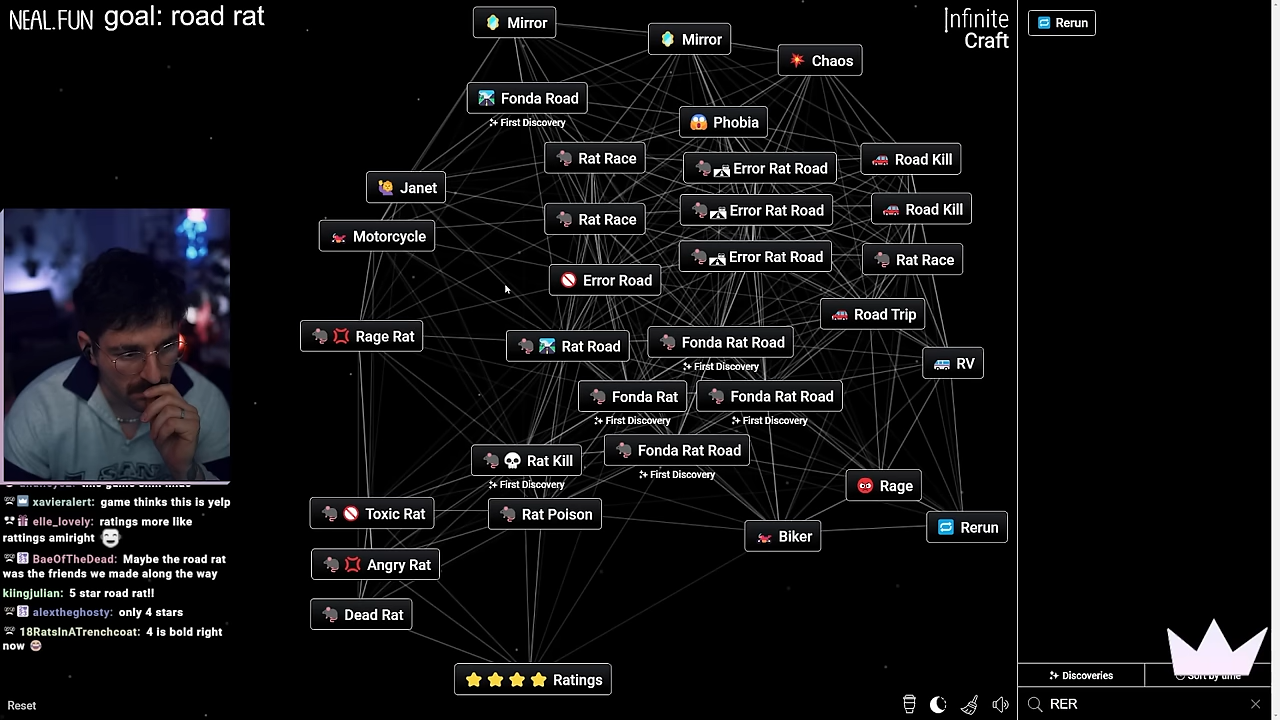 NEAL.FUN goal: road rat
Infinite
Craft
Rerun
Mirror
Mirror
Chaos
Fonda Road
First Discovery
Phobia
Rat Race
Error Rat Road
Road Kill
Janet
Rat Race
Error Rat Road
Road Kill
Motorcycle
Error Rat Road
Rat Race
Error Road
Road Trip
Rage Rat
Rat Road
Fonda Rat Road
First Discovery
RV
Fonda Rat
First Discovery
Fonda Rat Road
First Discovery
Rat Kill
First Discovery
Fonda Rat Road
First Discovery
Rage
Toxic Rat
Rat Poison
Rerun
Biker
Angry Rat
Dead Rat
Ratings
xavieralert: game thinks this is yelp
elle_lovely: ratings more like
rattings amiright
BaeOfTheDead: Maybe the road rat
was the friends we made along the way
kiingjulian: 5 star road rat!!
alextheghosty: only 4 stars
18RatsInATrenchcoat: 4 is bold right
now
Discoveries
Sort by time
RER
Reset